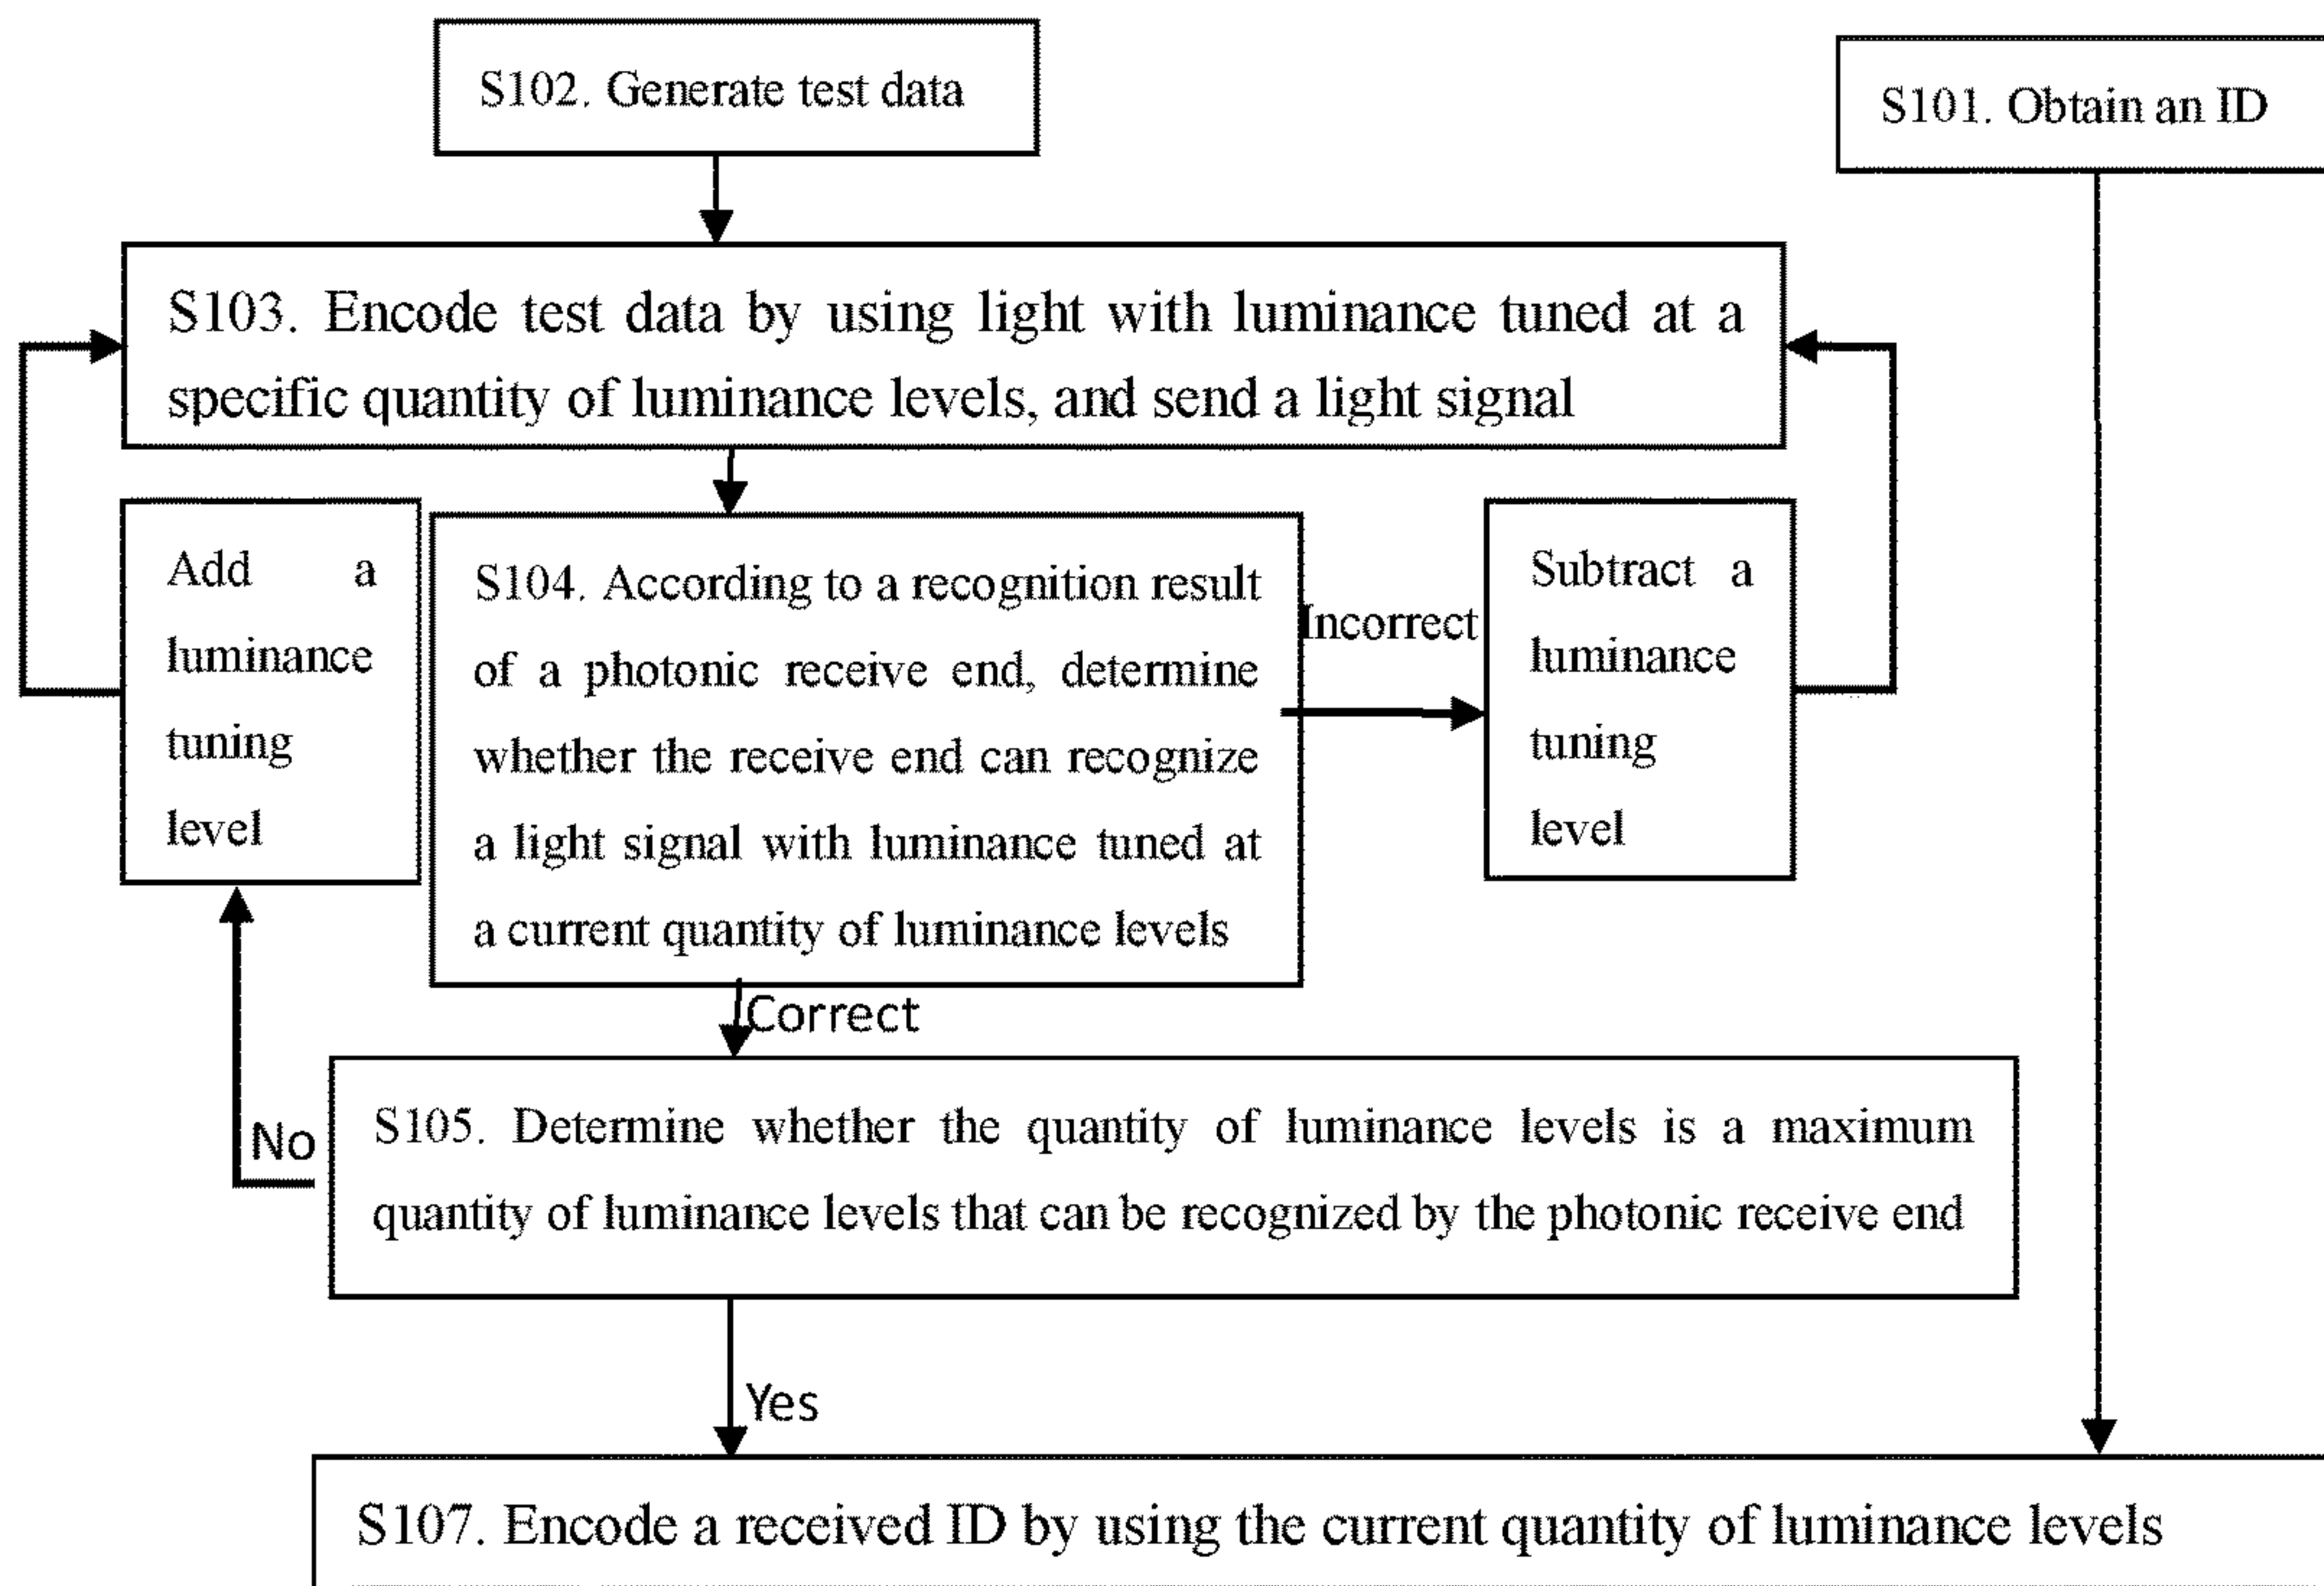 S102. Generate test data
S101. Obtain an ID
S103. Encode test data by using light with luminance tuned at a
specific quantity of luminance levels, and send a light signal
Add a
luminance
tuning
level
S104. According to a recognition result
of a photonic receive end, determine
whether the receive end can recognize
a light signal with luminance tuned at
a current quantity of luminance levels
Incorrect
Subtract a
luminance
tuning
level
Correct
No
S105. Determine whether the quantity of luminance levels is a maximum
quantity of luminance levels that can be recognized by the photonic receive end
Yes
S107. Encode a received ID by using the current quantity of luminance levels